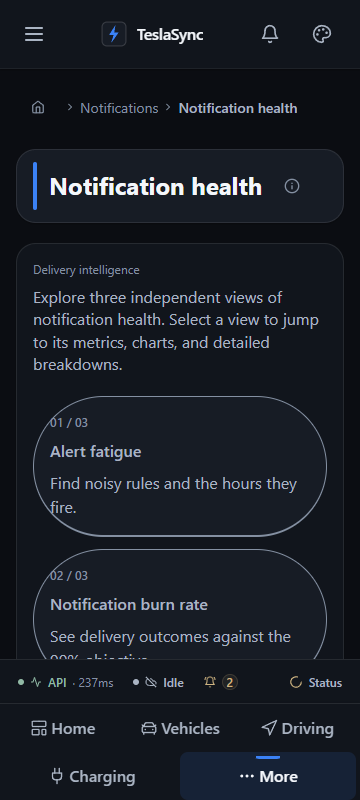 TeslaSync
Notifications
Notification health
Notification health
Delivery intelligence
Explore three independent views of
notification health. Select a view to jump
to its metrics, charts, and detailed
breakdowns.
01 / 03
Alert fatigue
Find noisy rules and the hours they
fire.
02 / 03
Notification burn rate
See delivery outcomes against the
API · 237ms
Idle
2
Status
Home
Vehicles
Driving
Charging
More